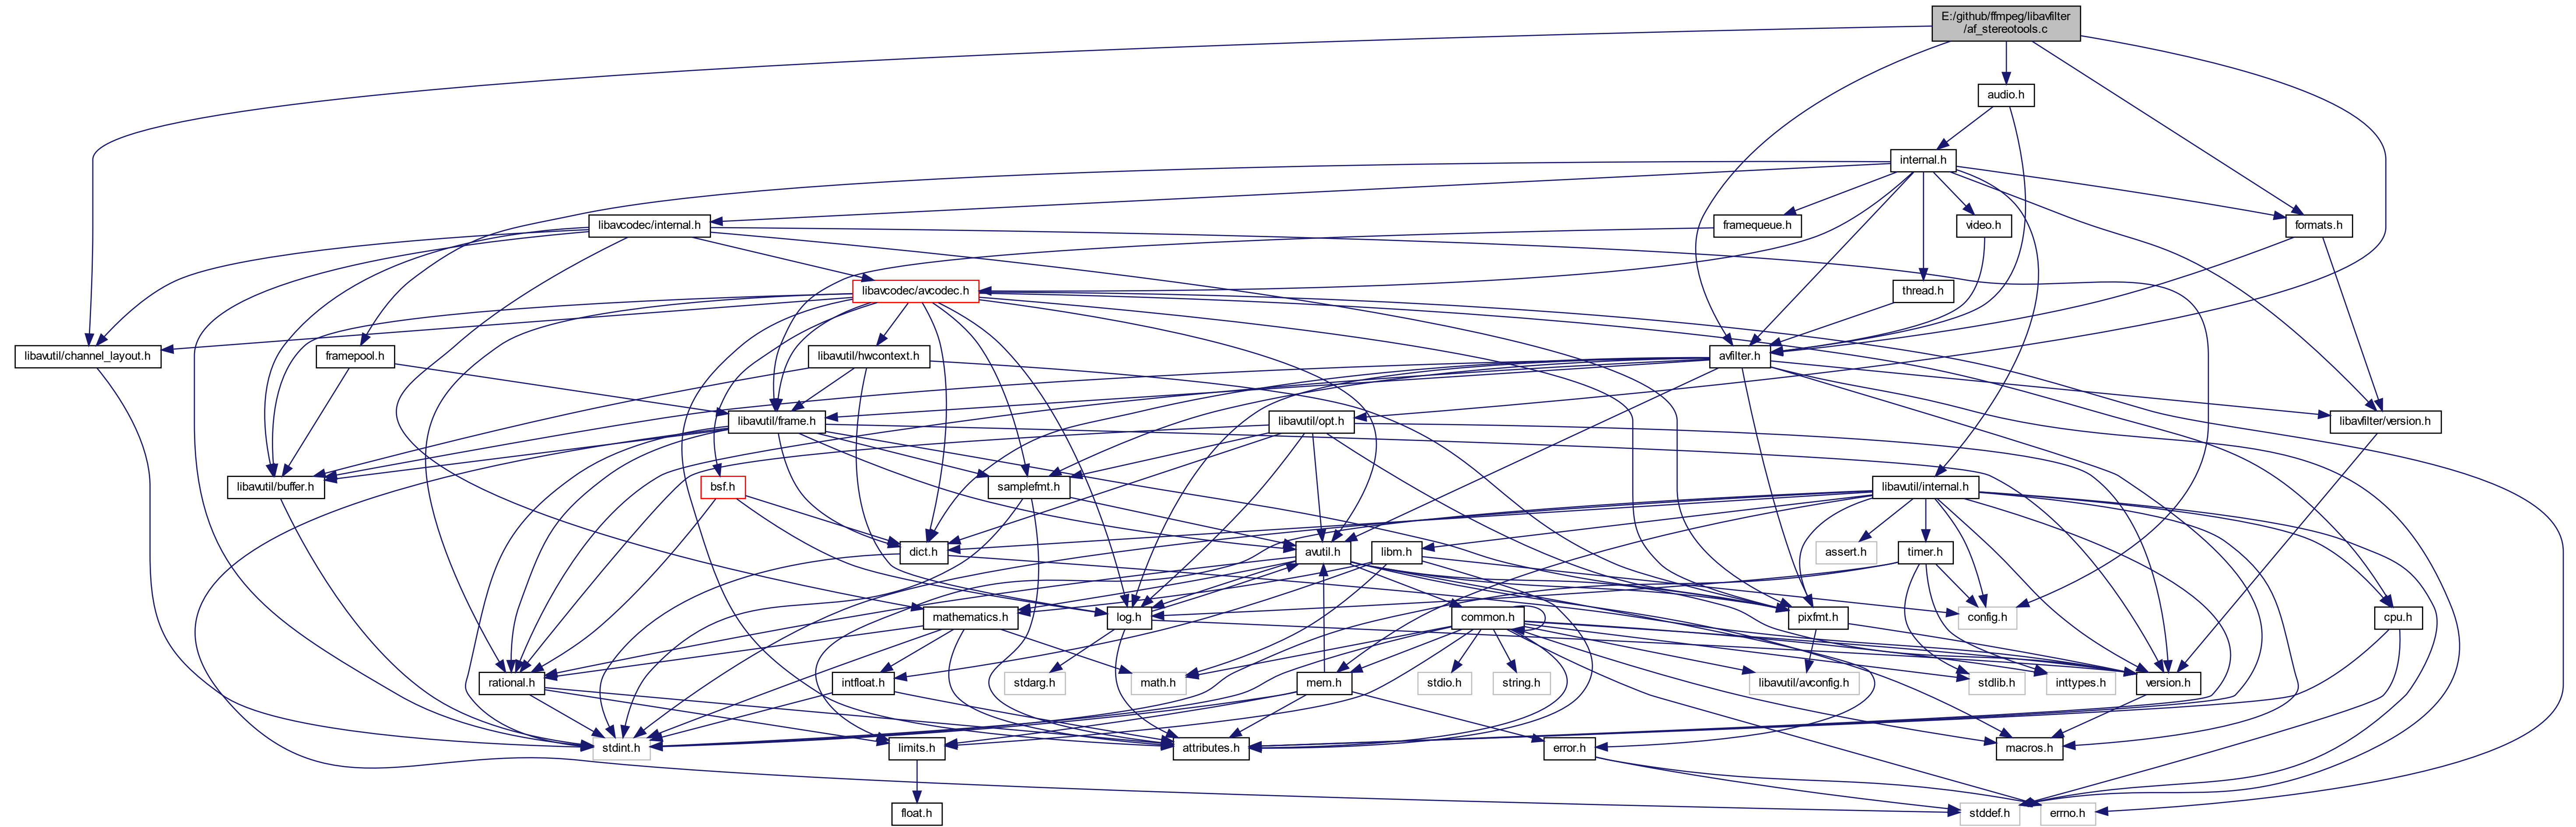 E:/github/ffmpeg/libavfilter
/af_stereotools.c
audio.h
internal.h
libavcodec/internal.h
framequeue.h
video.h
formats.h
libavcodec/avcodec.h
thread.h
libavutil/channel_layout.h
framepool.h
libavutil/hwcontext.h
avfilter.h
libavutil/frame.h
libavutil/opt.h
libavfilter/version.h
libavutil/buffer.h
bsf.h
samplefmt.h
libavutil/internal.h
dict.h
avutil.h
libm.h
assert.h
timer.h
mathematics.h
log.h
common.h
pixfmt.h
config.h
cpu.h
rational.h
intfloat.h
stdarg.h
math.h
mem.h
stdio.h
string.h
libavutil/avconfig.h
stdlib.h
inttypes.h
version.h
stdint.h
limits.h
attributes.h
error.h
macros.h
float.h
stddef.h
errno.h